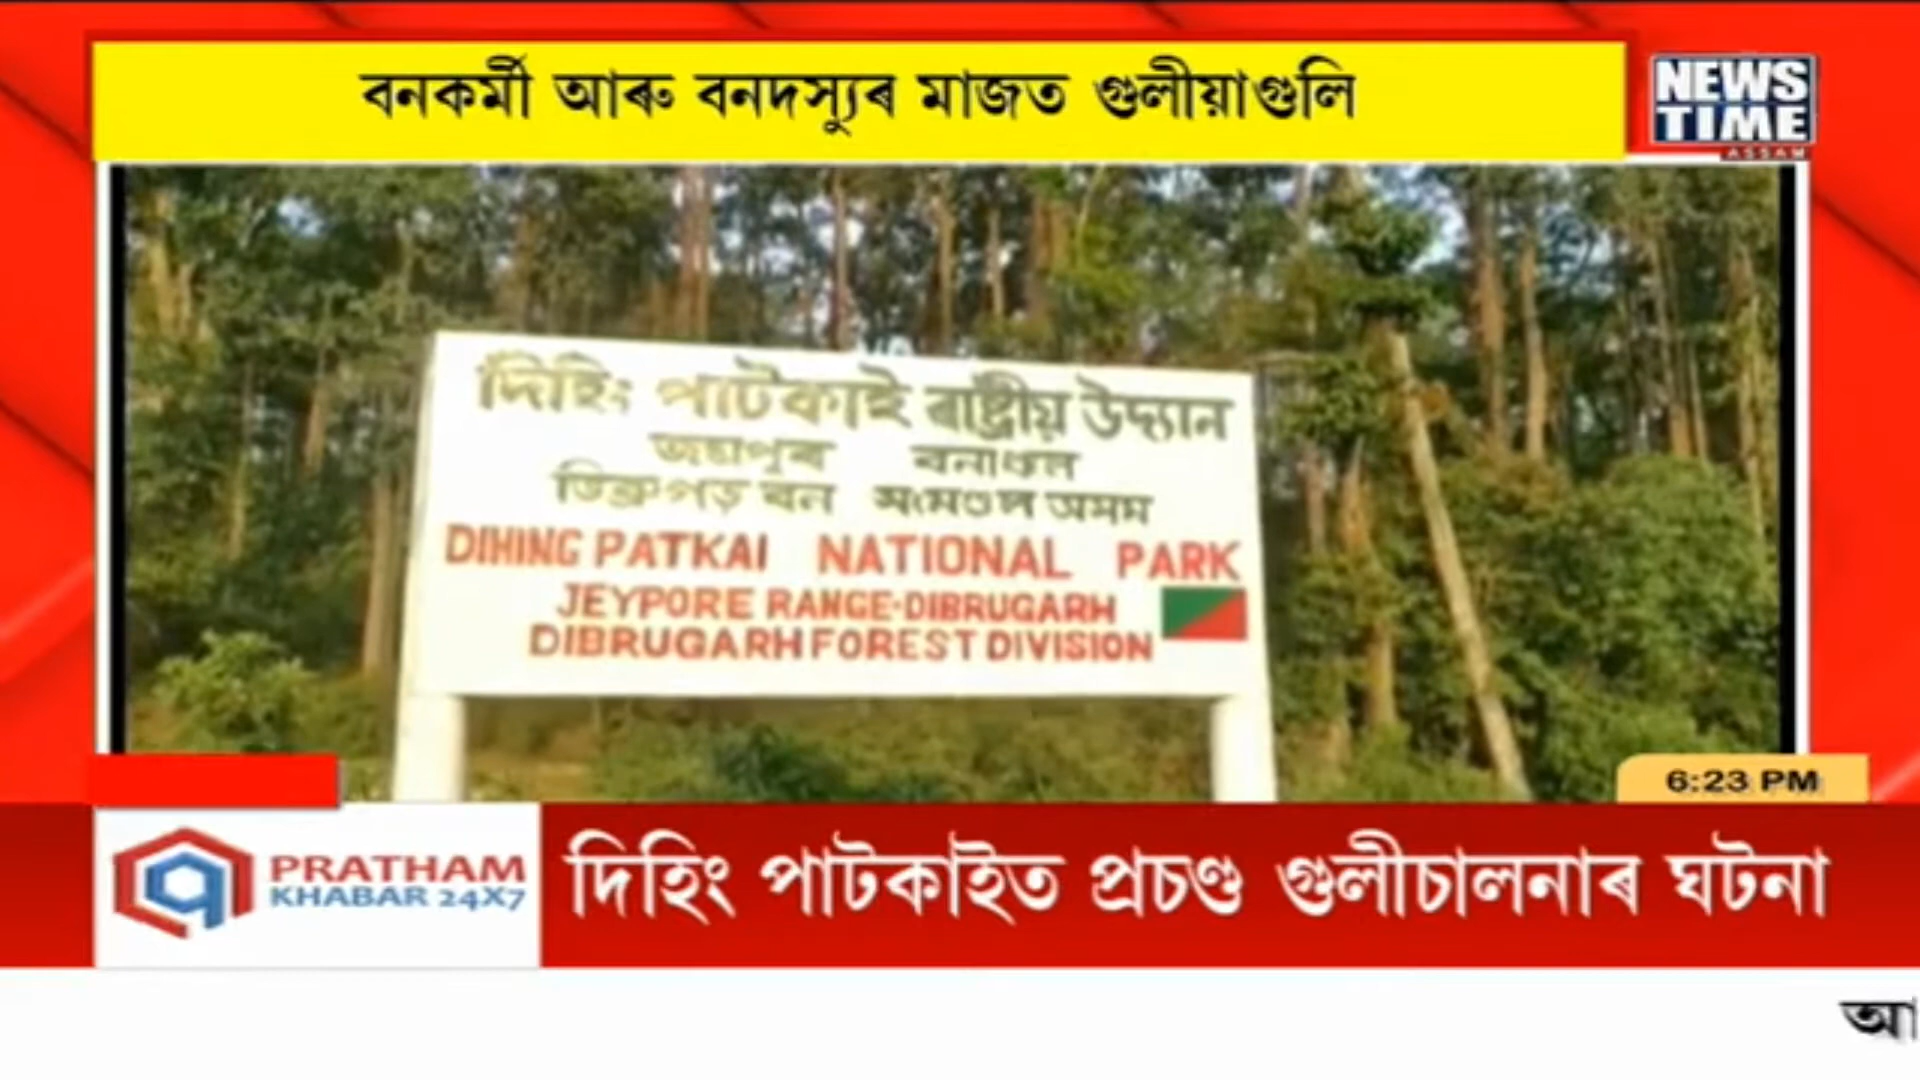 বনকৰ্মী আৰু বনদস্যুৰ মাজত গুলীয়াগুলি
NEWS
TIME
ASSAM
দিহিং পাটকাই ৰাষ্ট্ৰীয় উদ্যান
জয়পুৰ বনাঞ্চল
ডিব্ৰুগড় বন সংমণ্ডল অসম
DIHING PATKAI NATIONAL PARK
JEYPORE RANGE-DIBRUGARH
DIBRUGARH FOREST DIVISION
6:23 PM
PRATHAM
KHABAR 24X7
দিহিং পাটকাইত প্ৰচণ্ড গুলীচালনাৰ ঘটনা
আ